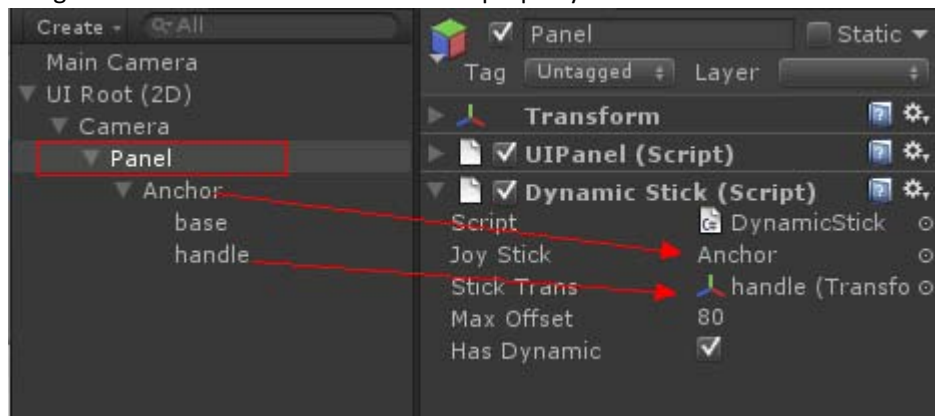 Create
All
Main Camera
UI Root (2D)
Camera
Panel
Anchor
base
handle
Panel
Static
Tag Untagged Layer
Transform
UIPanel (Script)
Dynamic Stick (Script)
Script DynamicStick
Joy Stick Anchor
Stick Trans handle (Transfo
Max Offset 80
Has Dynamic